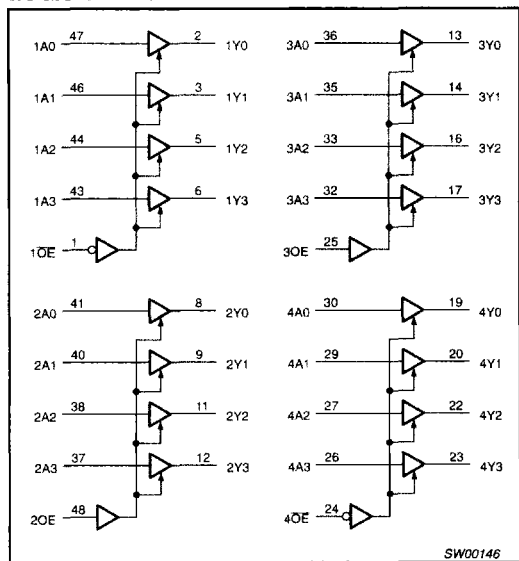 1A0 47 2 1Y0
1A1 46 3 1Y1
1A2 44 5 1Y2
1A3 43 6 1Y3
1O̅E̅ 1
3A0 36 13 3Y0
3A1 35 14 3Y1
3A2 33 16 3Y2
3A3 32 17 3Y3
3OE 25
2A0 41 8 2Y0
2A1 40 9 2Y1
2A2 38 11 2Y2
2A3 37 12 2Y3
2OE 48
4A0 30 19 4Y0
4A1 29 20 4Y1
4A2 27 22 4Y2
4A3 26 23 4Y3
4O̅E̅ 24
SW00146